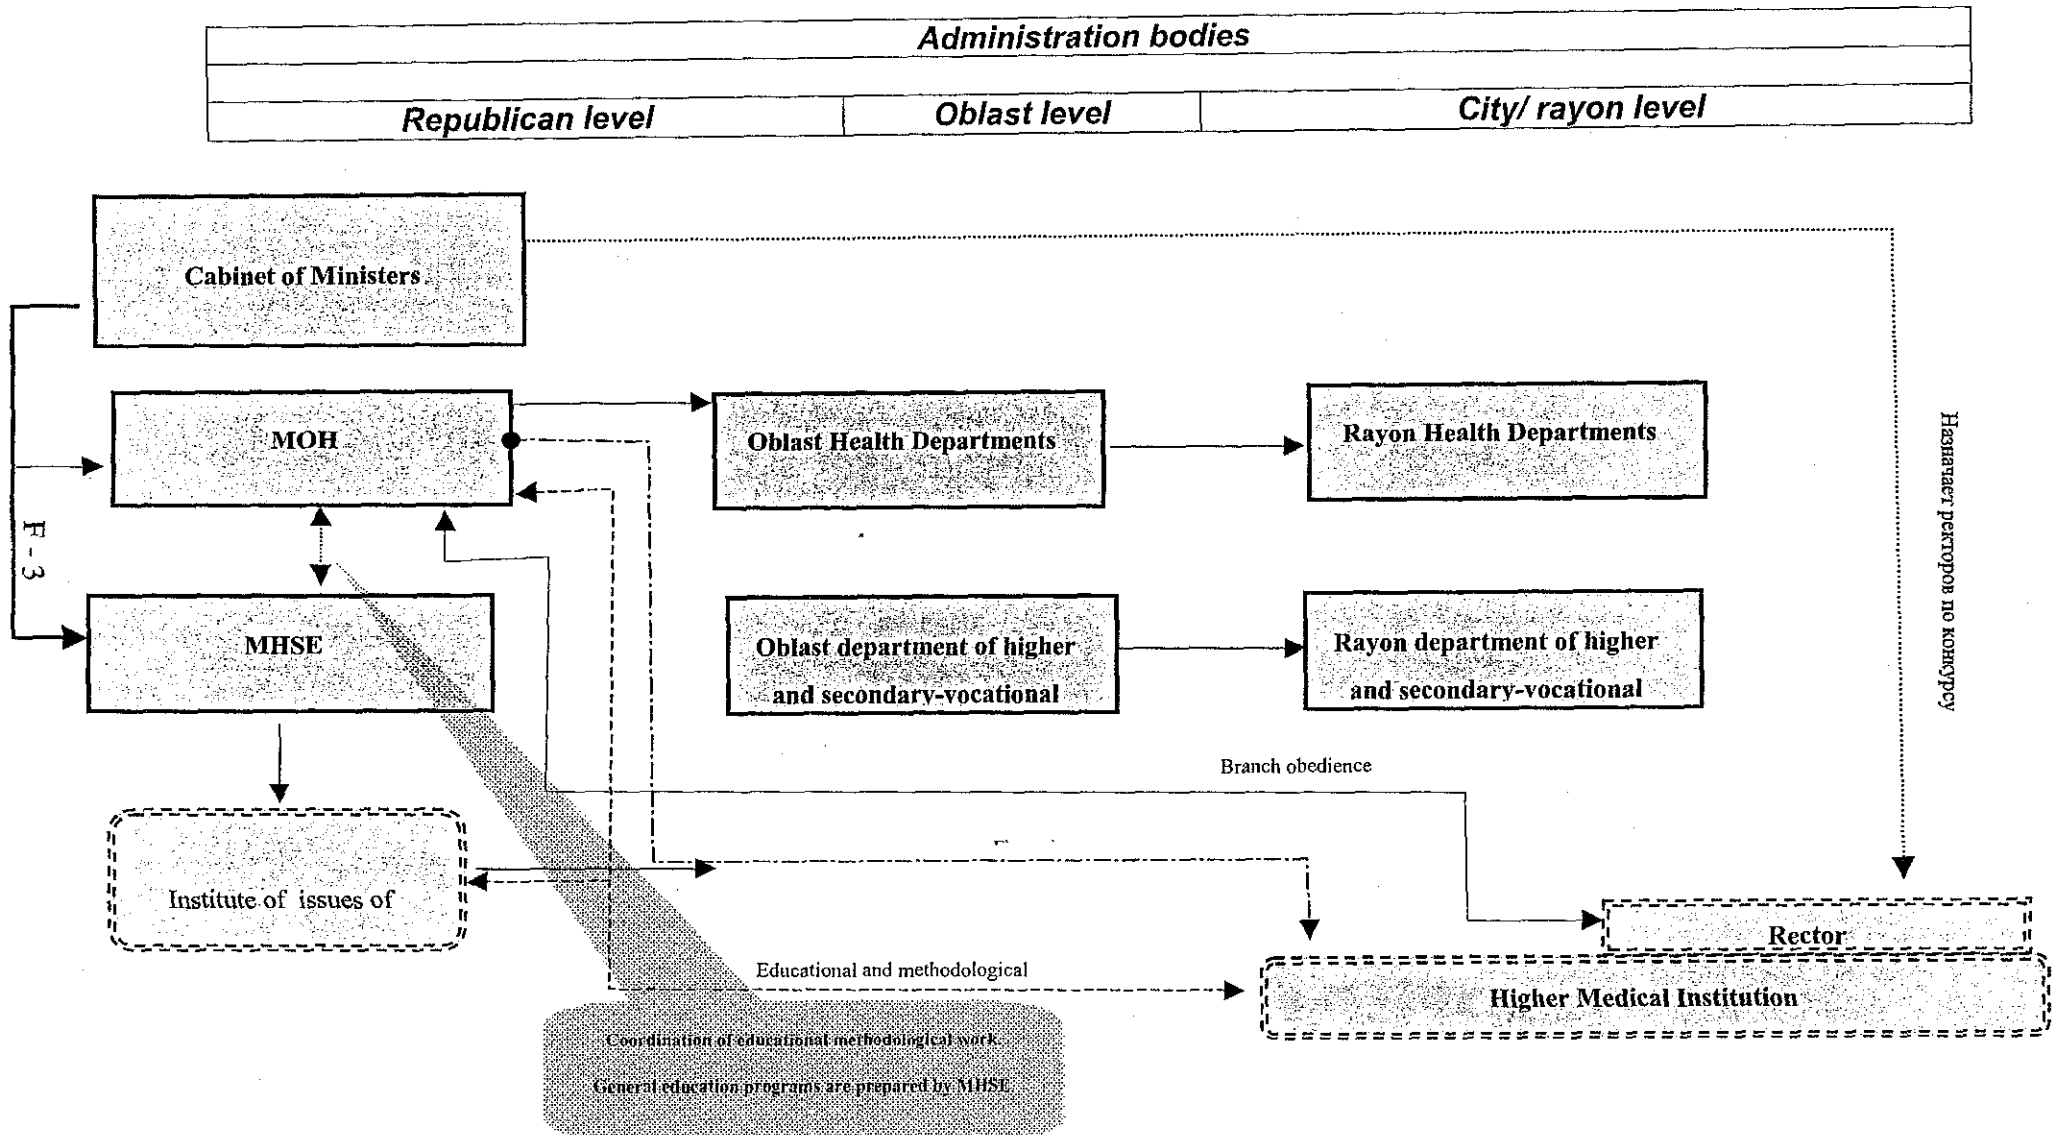 Administration bodies
Republican level
Oblast level
City/ rayon level
Cabinet of Ministers
MOH
Oblast Health Departments
Rayon Health Departments
Назначает ректоров по конкурсу
F - 3
MHSE
Oblast department of higher
and secondary-vocational
Rayon department of higher
and secondary-vocational
Branch obedience
Institute of issues of
Rector
Educational and methodological
Higher Medical Institution
Coordination of educational methodological work.
General education programs are prepared by MHSE